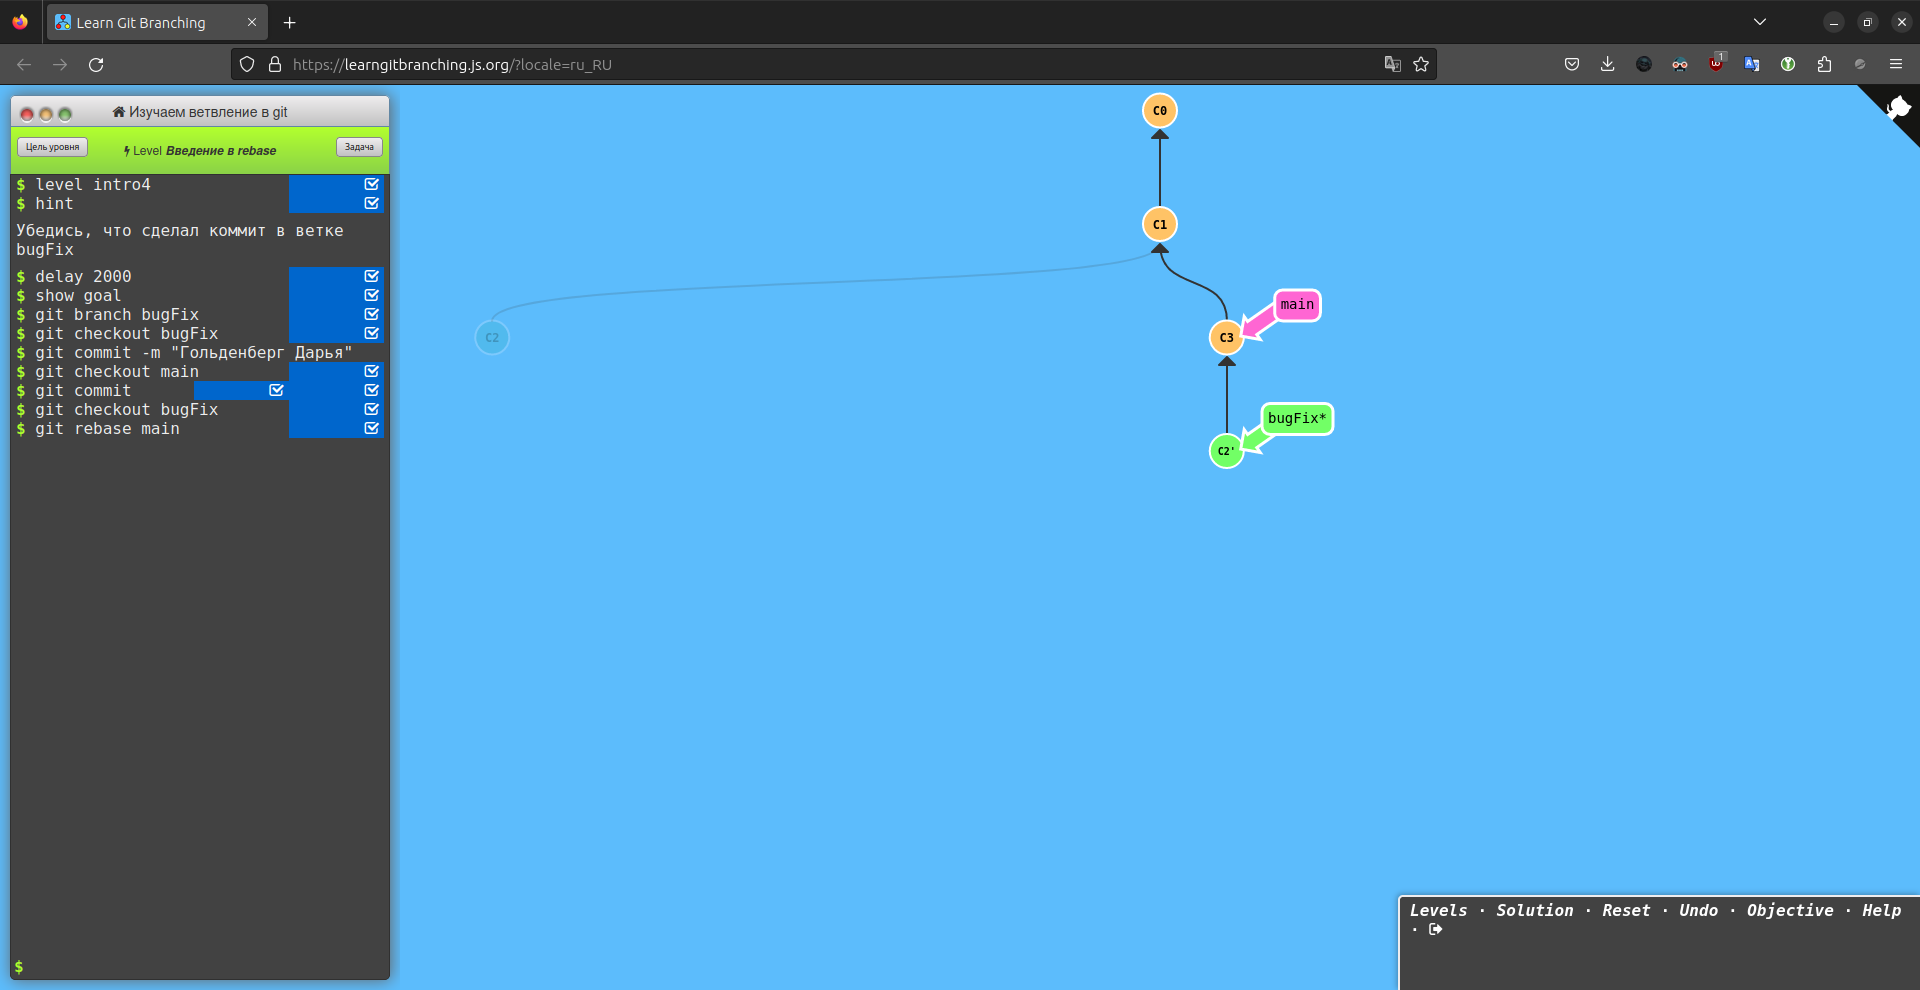 Learn Git Branching
https://learngitbranching.js.org/?locale=ru_RU
1
Изучаем ветвление в git
Цель уровня
Level Введение в rebase
Задача
$ level intro4
$ hint
Убедись, что сделал коммит в ветке
bugFix
$ delay 2000
$ show goal
$ git branch bugFix
$ git checkout bugFix
$ git commit -m "Гольденберг Дарья"
$ git checkout main
$ git commit
$ git checkout bugFix
$ git rebase main
$
C0
C1
C2
C3
main
C2'
bugFix*
Levels · Solution · Reset · Undo · Objective · Help
·